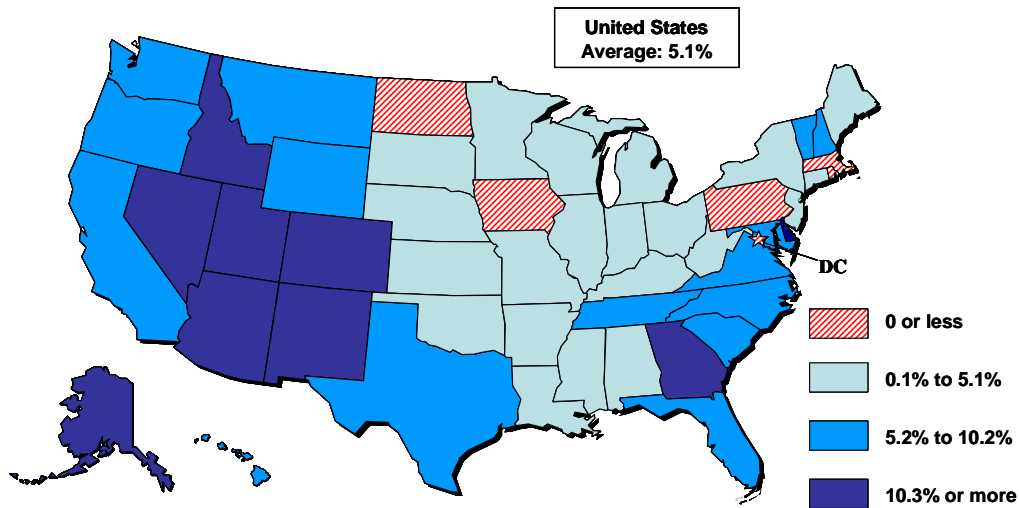 United States
Average: 5.1%
DC
0 or less
0.1% to 5.1%
5.2% to 10.2%
10.3% or more